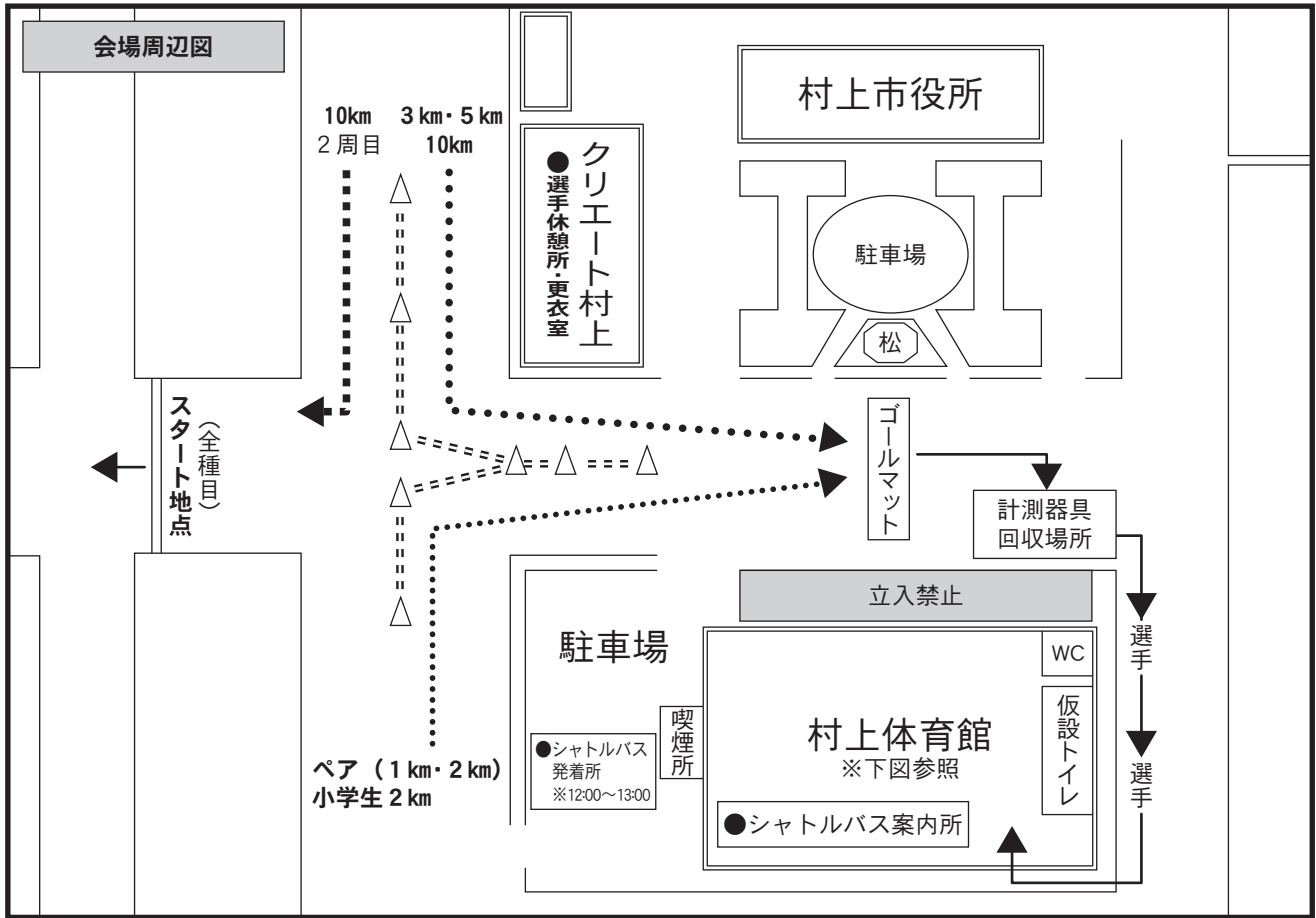 会場周辺図
10km
2周目
3km・5km
10km
クリエート村上
●選手休憩所・更衣室
村上市役所
駐車場
松
スタート地点
（全種目）
ゴールマット
計測器具
回収場所
立入禁止
選手
選手
駐車場
喫煙所
●シャトルバス
発着所
※12:00～13:00
村上体育館
※下図参照
WC
仮設トイレ
●シャトルバス案内所
ペア（1km・2km）
小学生2km